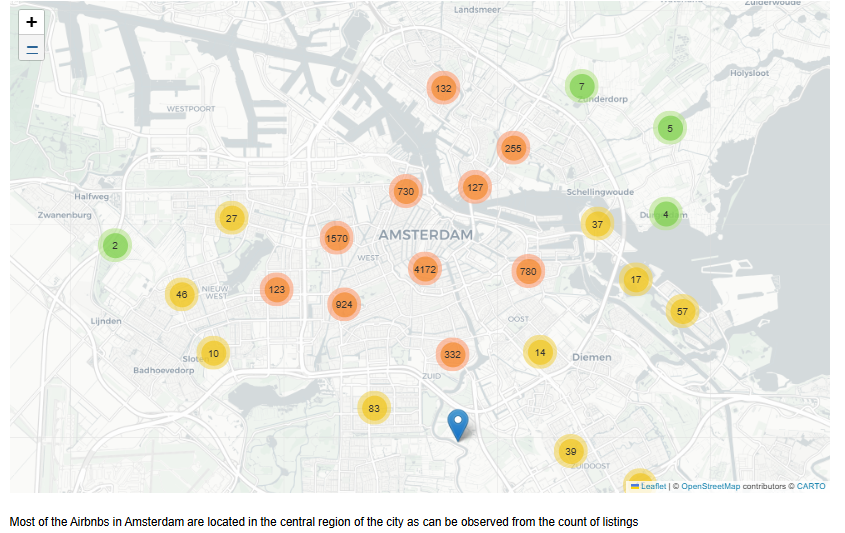 +
Landsmeer
−
Holysloot
132
7
Zunderdorp
WESTPOORT
5
255
730
127
Halfweg
Schellingwoude
Zwanenburg
27
37
4
2
1570
AMSTERDAM
WEST
4172
780
17
46
NIEUW
WEST
123
924
57
Lijnden
OOST
10
332
14
Diemen
Badhoevedorp
ZUID
83
39
ZUIDOOST
Leaflet | © OpenStreetMap contributors © CARTO
Most of the Airbnbs in Amsterdam are located in the central region of the city as can be observed from the count of listings